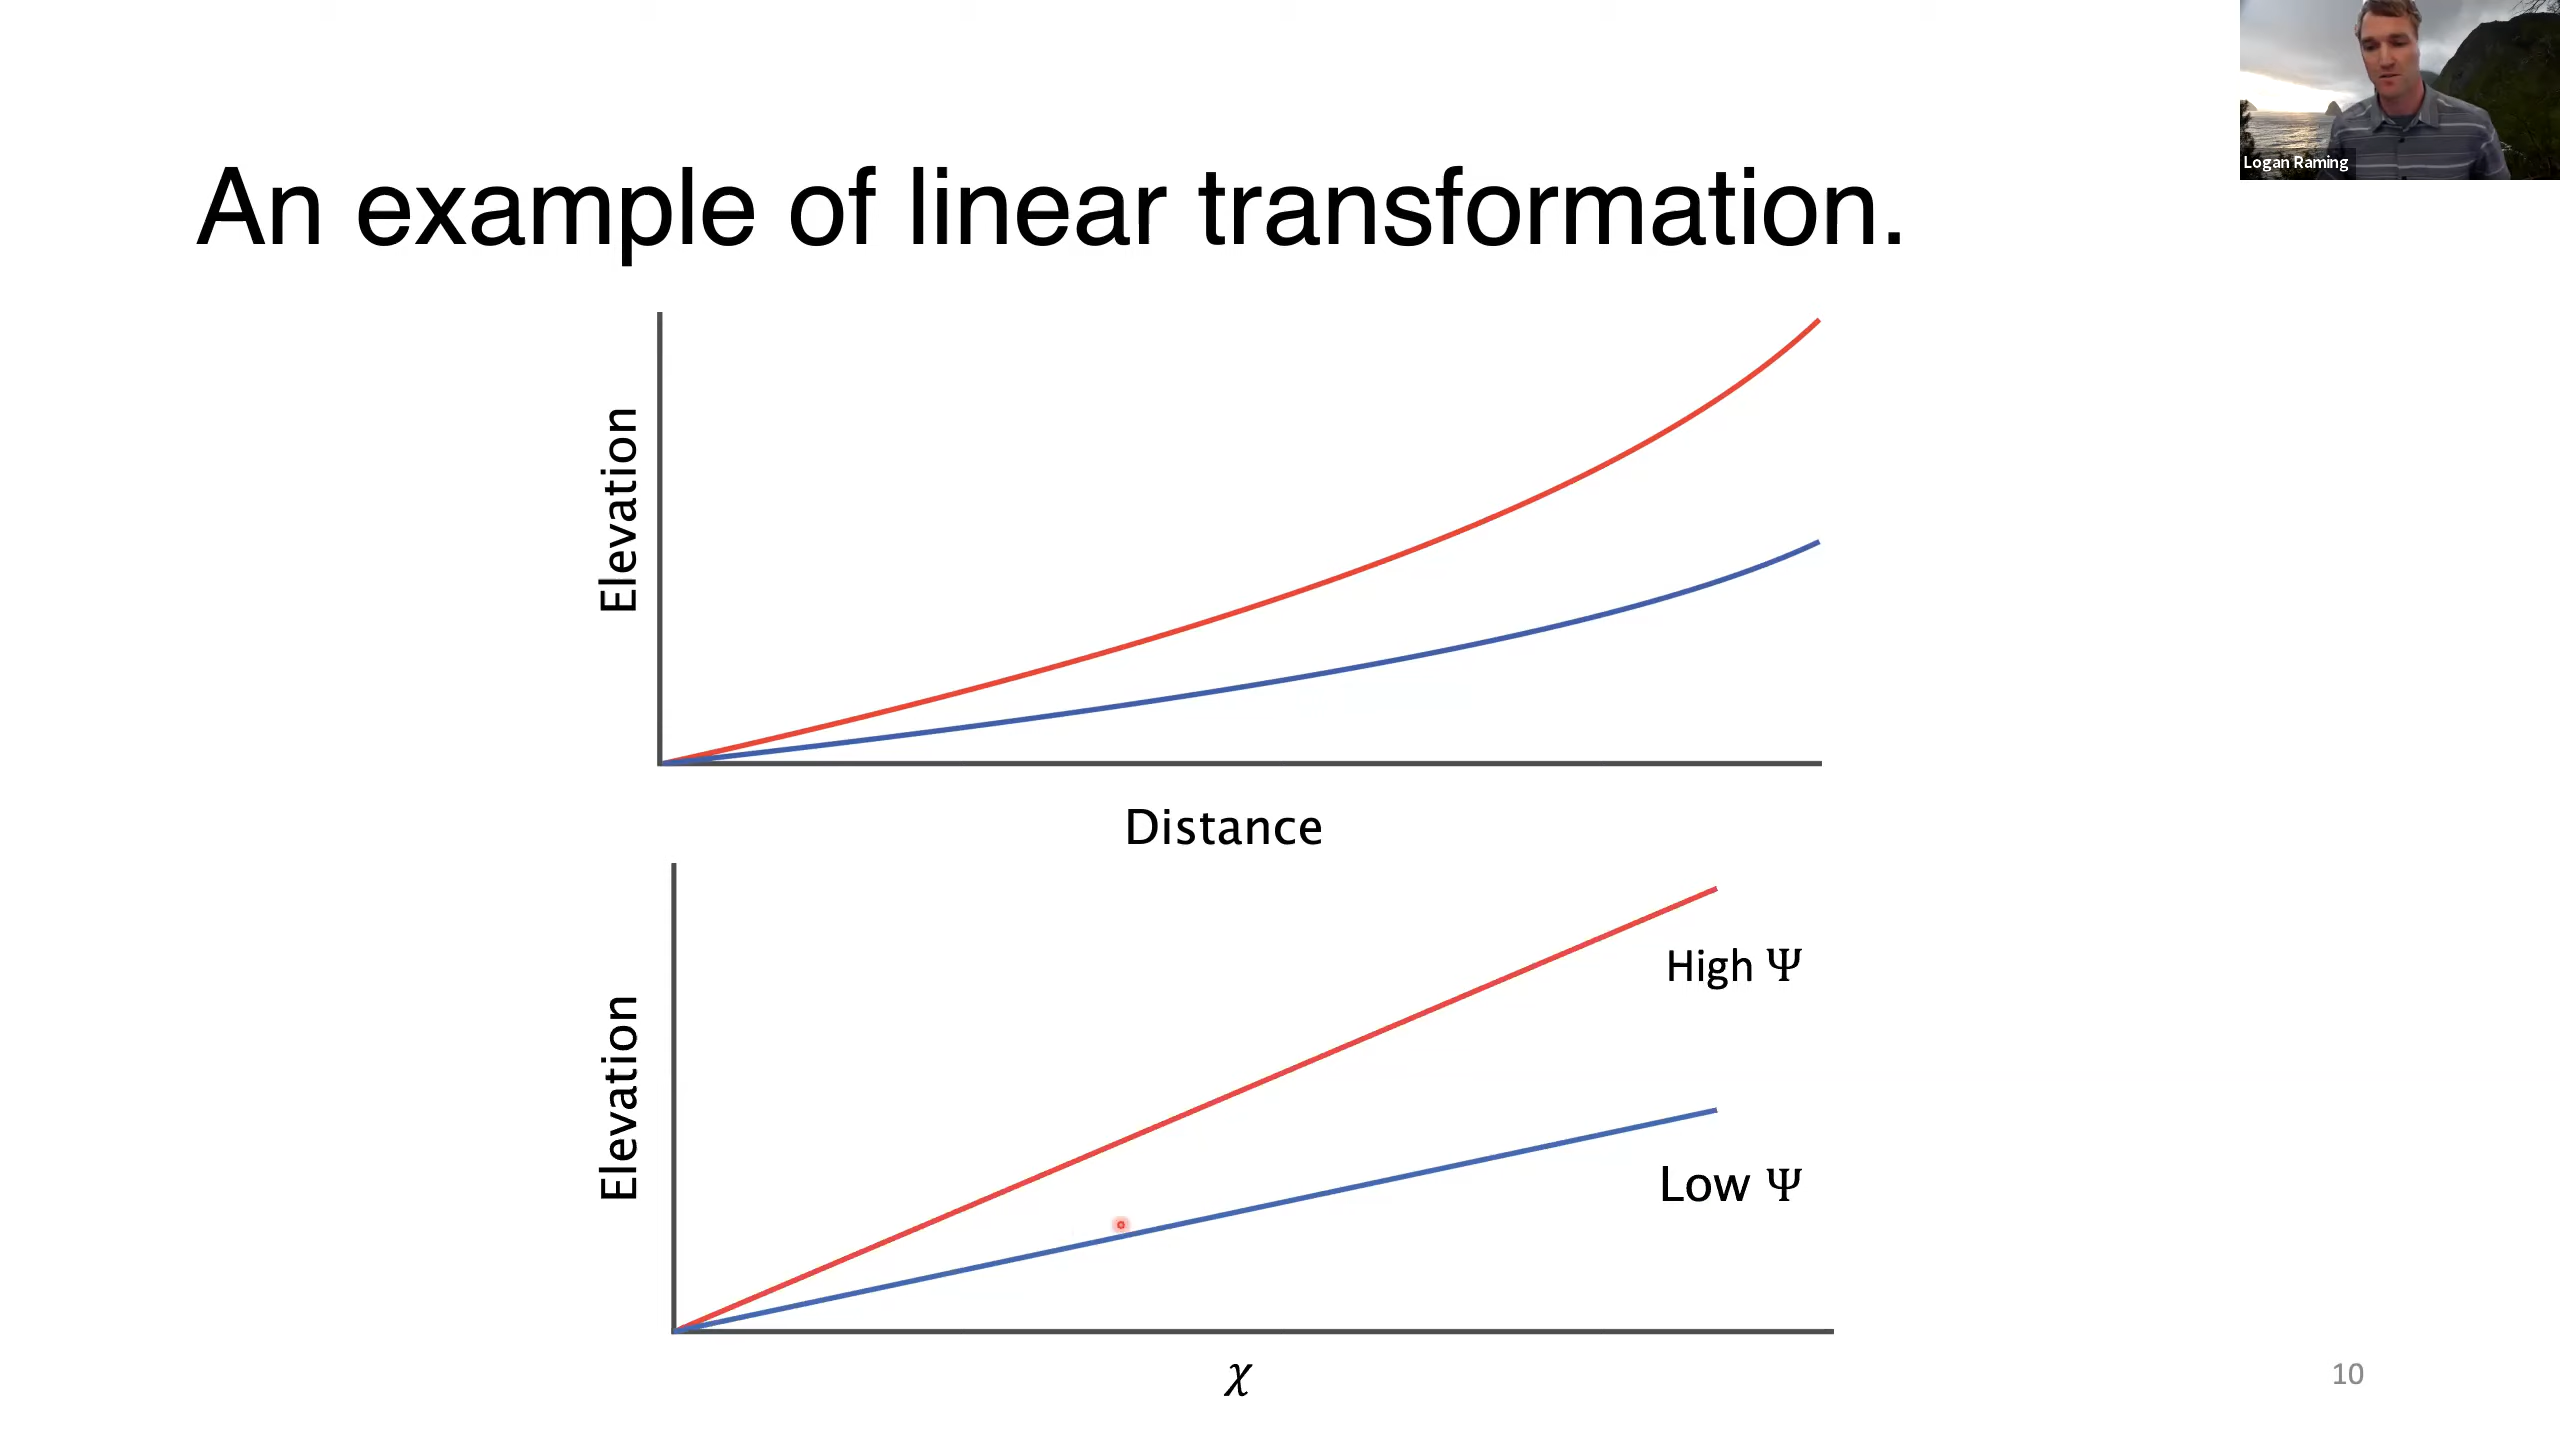 Logan Raming
An example of linear transformation.
Elevation
Distance
Elevation
High Ψ
Low Ψ
χ
10